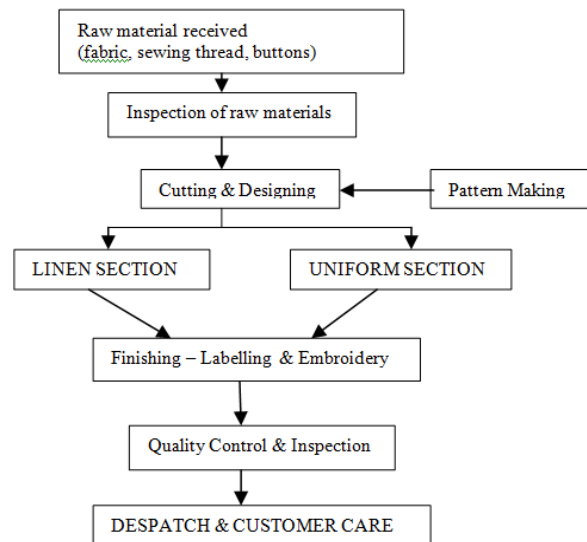 Raw material received
(fabric, sewing thread, buttons)
Inspection of raw materials
Cutting & Designing
Pattern Making
LINEN SECTION
UNIFORM SECTION
Finishing – Labelling & Embroidery
Quality Control & Inspection
DESPATCH & CUSTOMER CARE